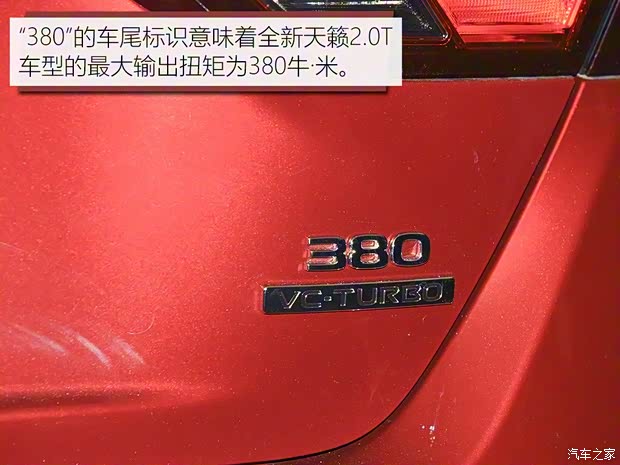 “380”的车尾标识意味着全新天籁2.0T
车型的最大输出扭矩为380牛·米。
380
VC-TURBO
汽车之家